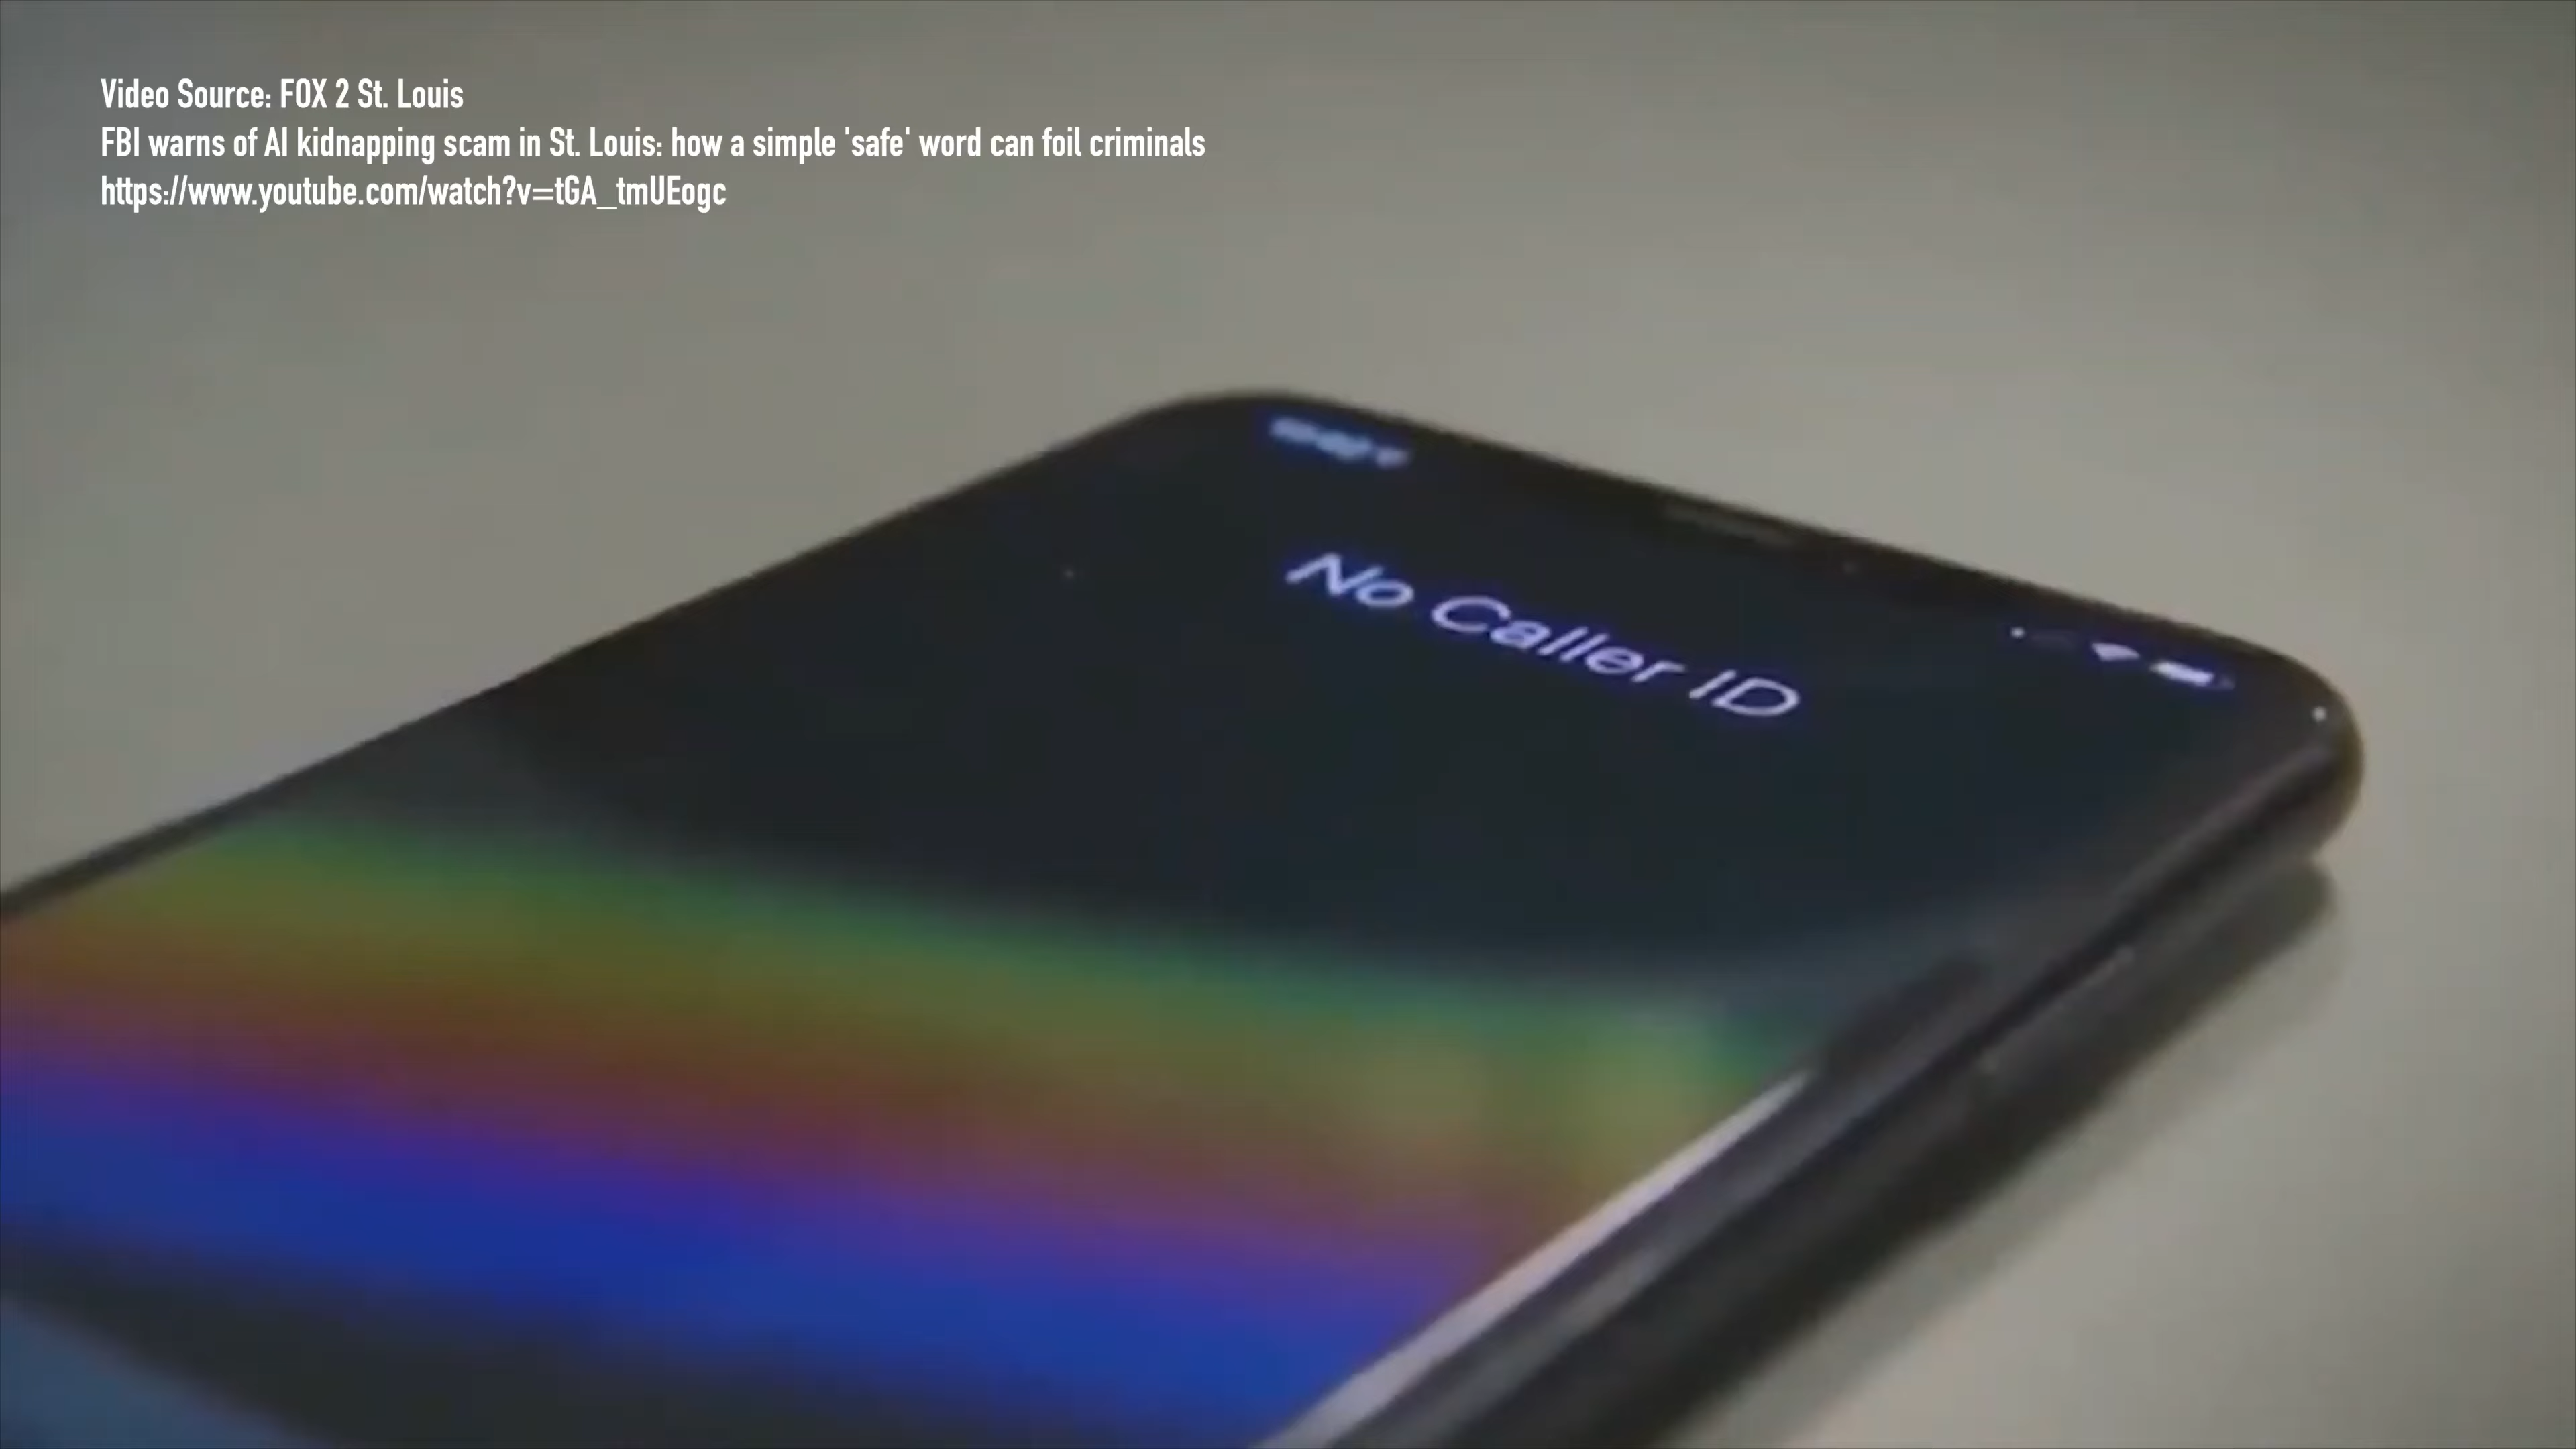 Video Source: FOX 2 St. Louis
FBI warns of AI kidnapping scam in St. Louis: how a simple 'safe' word can foil criminals
https://www.youtube.com/watch?v=tGA_tmUEogc
No Caller ID